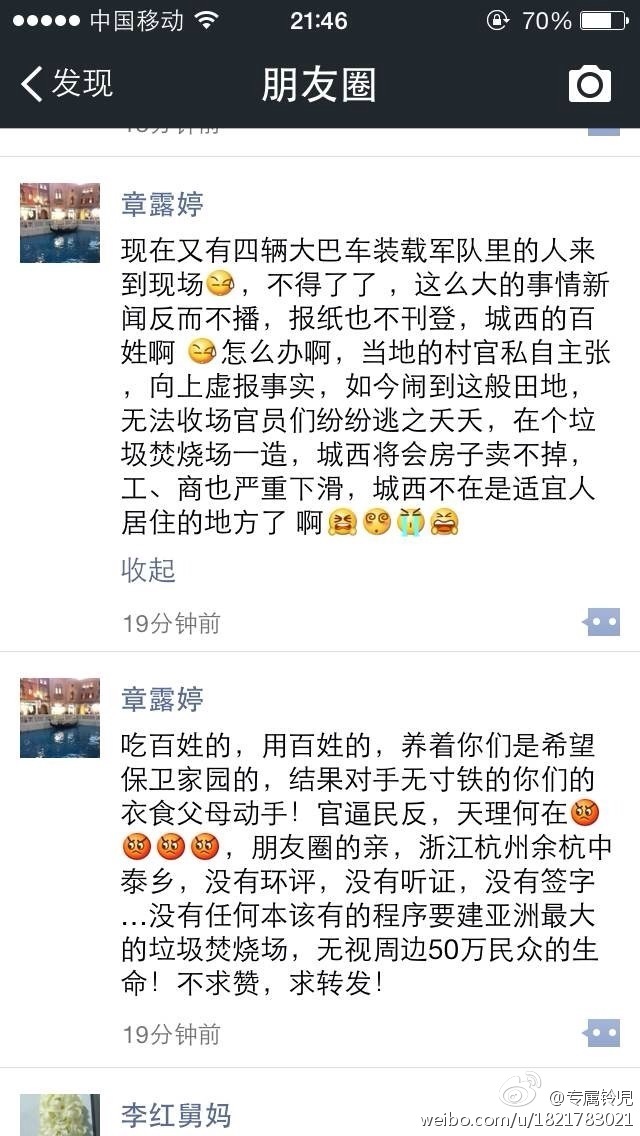 中国移动 21:46 70%
发现 朋友圈
章露婷
现在又有四辆大巴车装载军队里的人来
到现场，不得了了，这么大的事情新
闻反而不播，报纸也不刊登，城西的百
姓啊 怎么办啊，当地的村官私自主张
，向上虚报事实，如今闹到这般田地，
无法收场官员们纷纷逃之夭夭，在个垃
圾焚烧场一造，城西将会房子卖不掉，
工、商也严重下滑，城西不在是适宜人
居住的地方了 啊
收起
19分钟前
章露婷
吃百姓的，用百姓的，养着你们是希望
保卫家园的，结果对手无寸铁的你们的
衣食父母动手！官逼民反，天理何在
，朋友圈的亲，浙江杭州余杭中
泰乡，没有环评，没有听证，没有签字
...没有任何本该有的程序要建亚洲最大
的垃圾焚烧场，无视周边50万民众的生
命！不求赞，求转发！
19分钟前
李红舅妈
@专属铃児
weibo.com/u/1821783021